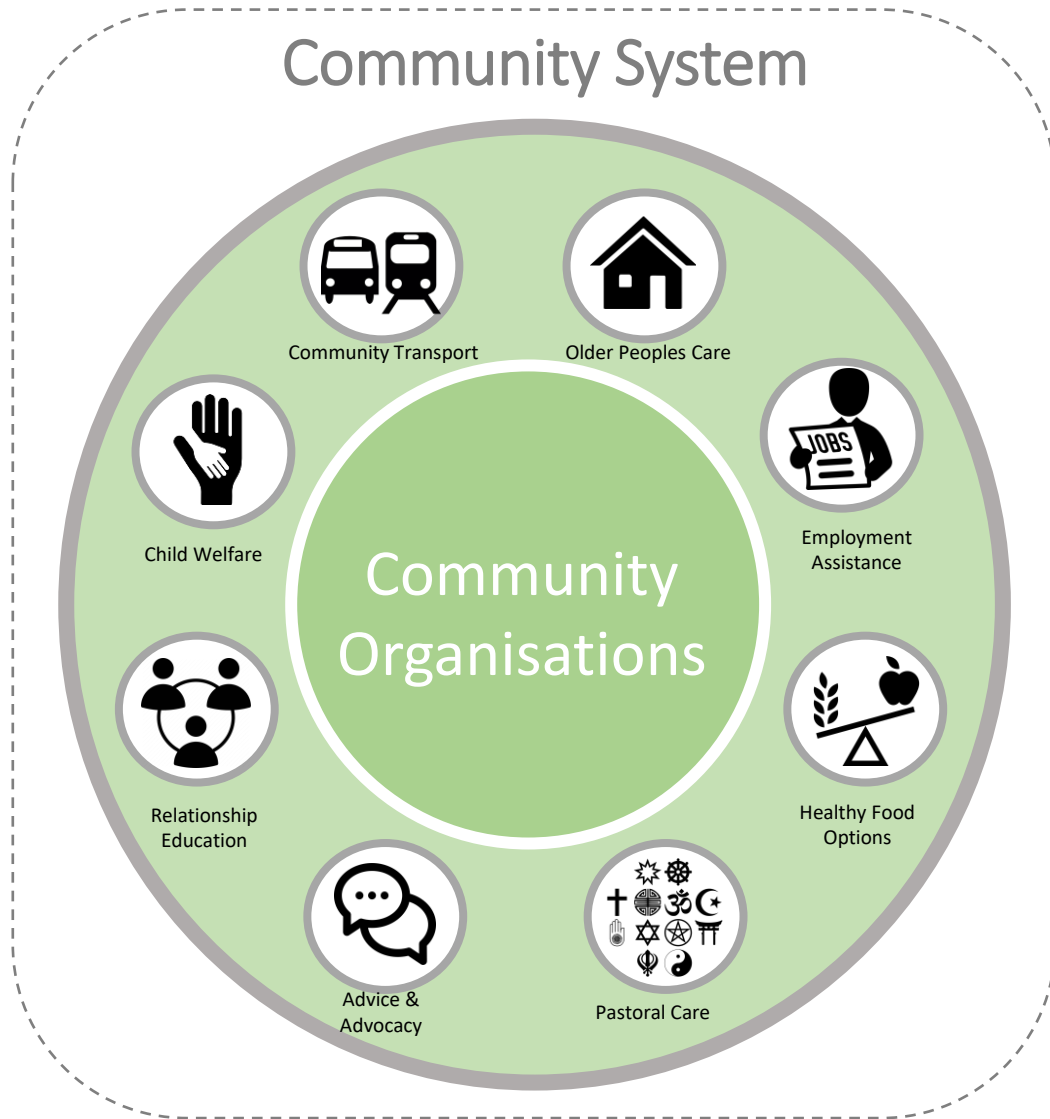 Community System
Community Transport
Older Peoples Care
JOBS
Child Welfare
Employment
Assistance
Community
Organisations
Relationship
Education
Healthy Food
Options
Advice &
Advocacy
Pastoral Care